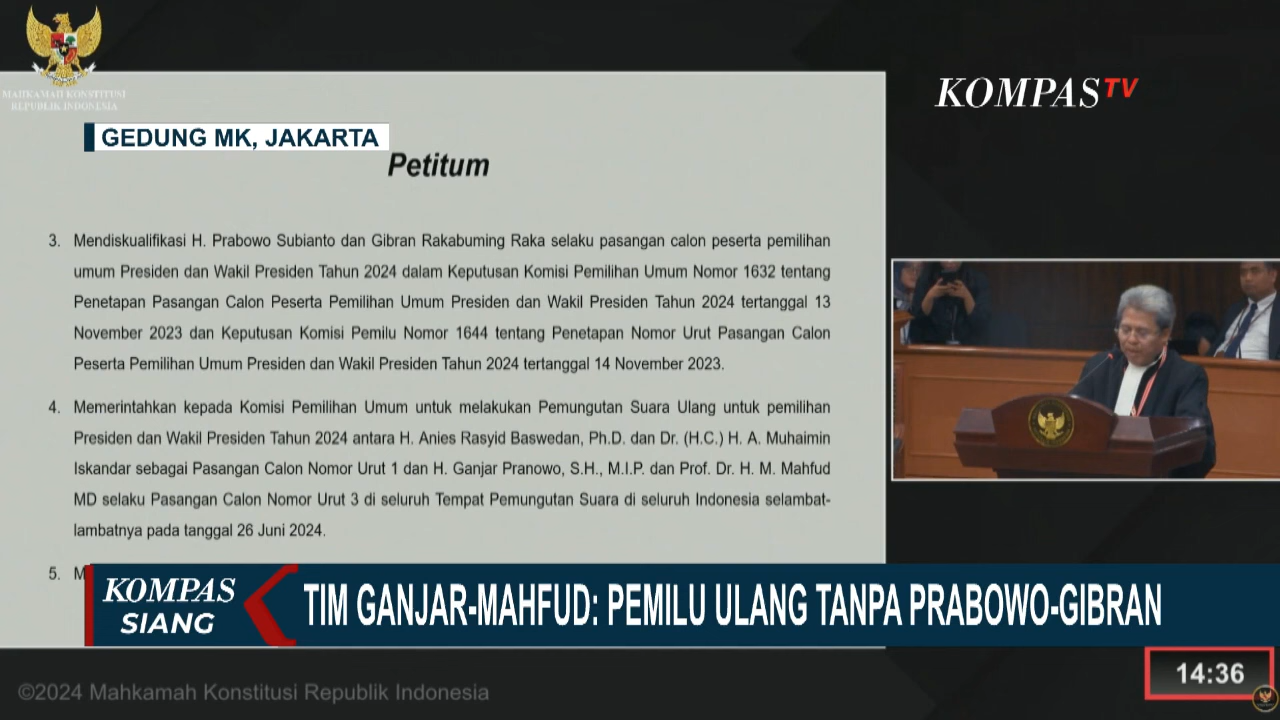 MAHKAMAH KONSTITUSI
REPUBLIK INDONESIA
KOMPASTV
GEDUNG MK, JAKARTA
Petitum
3. Mendiskualifikasi H. Prabowo Subianto dan Gibran Rakabuming Raka selaku pasangan calon peserta pemilihan
umum Presiden dan Wakil Presiden Tahun 2024 dalam Keputusan Komisi Pemilihan Umum Nomor 1632 tentang
Penetapan Pasangan Calon Peserta Pemilihan Umum Presiden dan Wakil Presiden Tahun 2024 tertanggal 13
November 2023 dan Keputusan Komisi Pemilu Nomor 1644 tentang Penetapan Nomor Urut Pasangan Calon
Peserta Pemilihan Umum Presiden dan Wakil Presiden Tahun 2024 tertanggal 14 November 2023.
4. Memerintahkan kepada Komisi Pemilihan Umum untuk melakukan Pemungutan Suara Ulang untuk pemilihan
Presiden dan Wakil Presiden Tahun 2024 antara H. Anies Rasyid Baswedan, Ph.D. dan Dr. (H.C.) H. A. Muhaimin
Iskandar sebagai Pasangan Calon Nomor Urut 1 dan H. Ganjar Pranowo, S.H., M.I.P. dan Prof. Dr. H. M. Mahfud
MD selaku Pasangan Calon Nomor Urut 3 di seluruh Tempat Pemungutan Suara di seluruh Indonesia selambat-
lambatnya pada tanggal 26 Juni 2024.
5. M
KOMPAS
SIANG
TIM GANJAR-MAHFUD: PEMILU ULANG TANPA PRABOWO-GIBRAN
14:36
©2024 Mahkamah Konstitusi Republik Indonesia